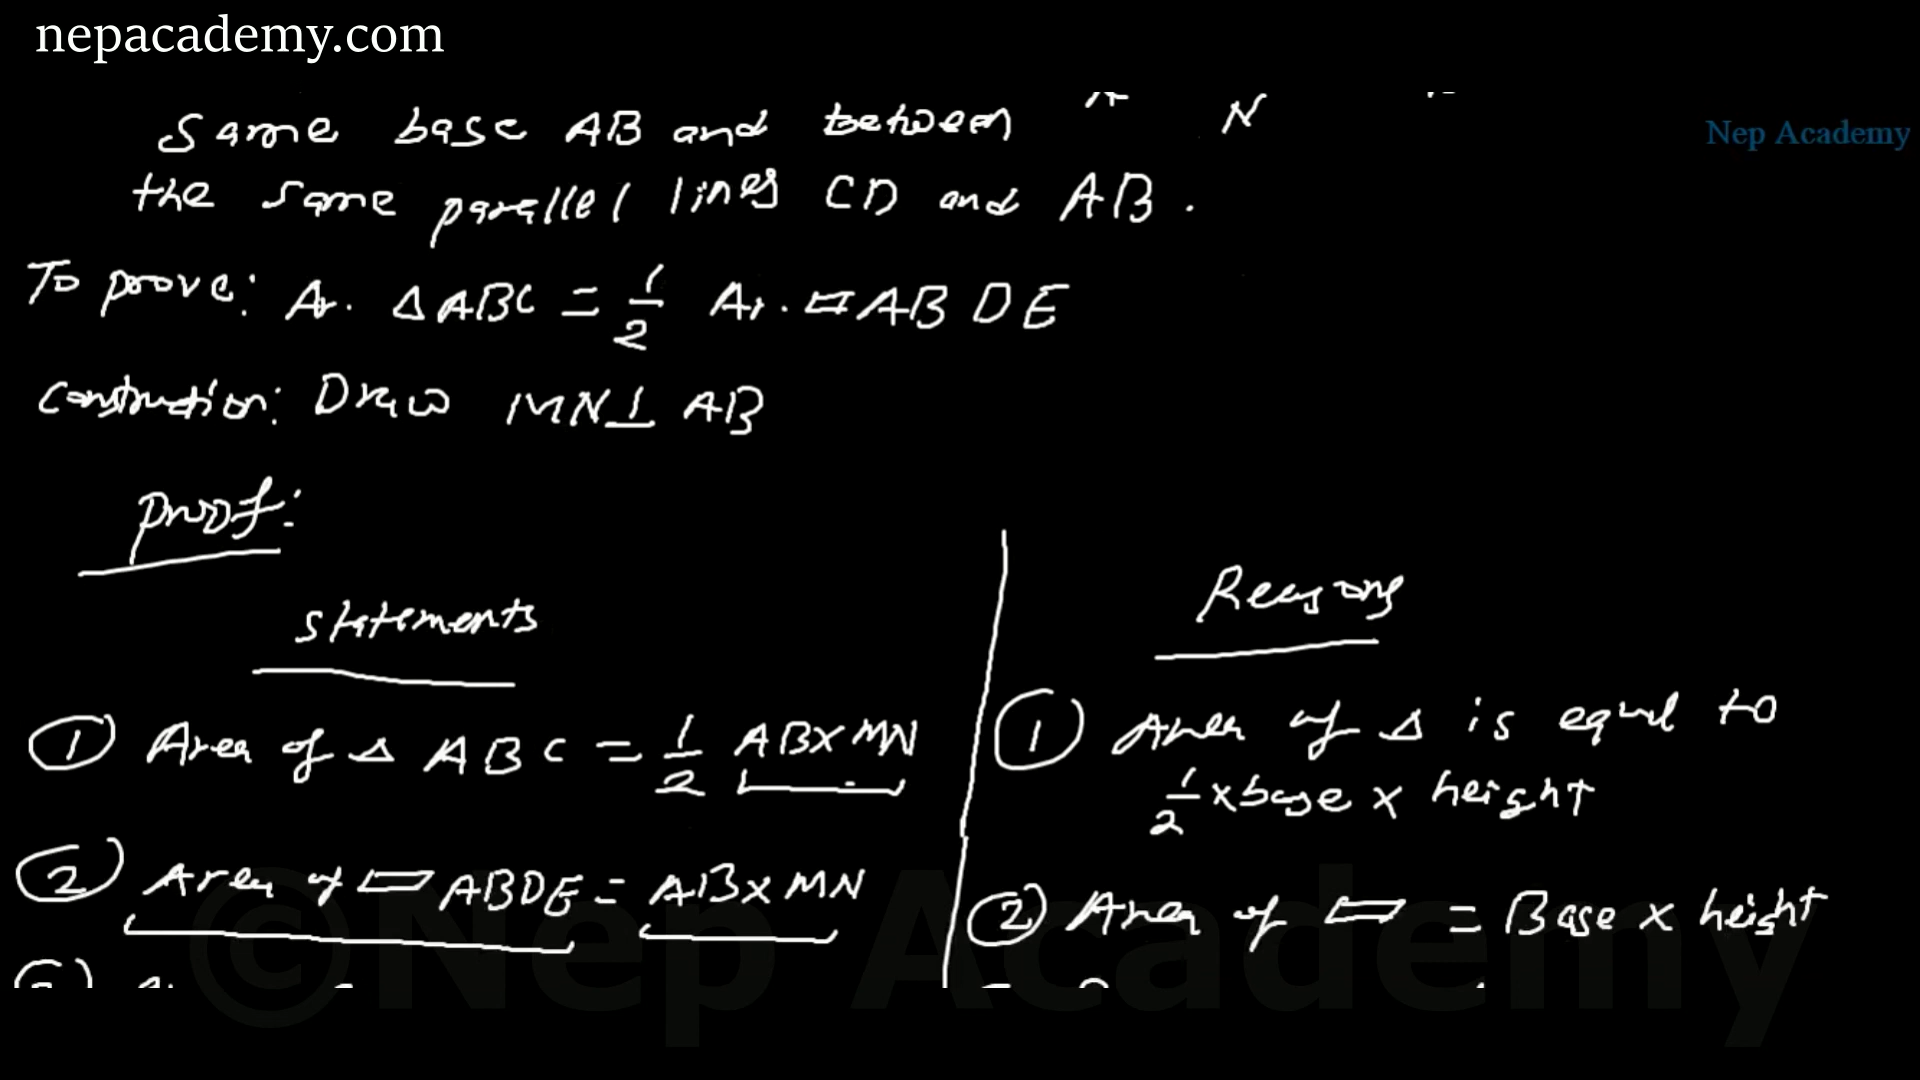 nepacademy.com
N
Nep Academy
Same base AB and between
the same parallel lines CD and AB.
To prove: Ar. △ABC = 1/2 Ar. ▱ABDE
Construction: Draw MN⊥AB
Proof:
Statements
Reasons
① Area of △ ABC = 1/2 AB×MN
① Area of △ is equal to
1/2 × base × height
② Area of ▱ ABDE = AB×MN
② Area of ▱ = Base × height
©Nep Academy